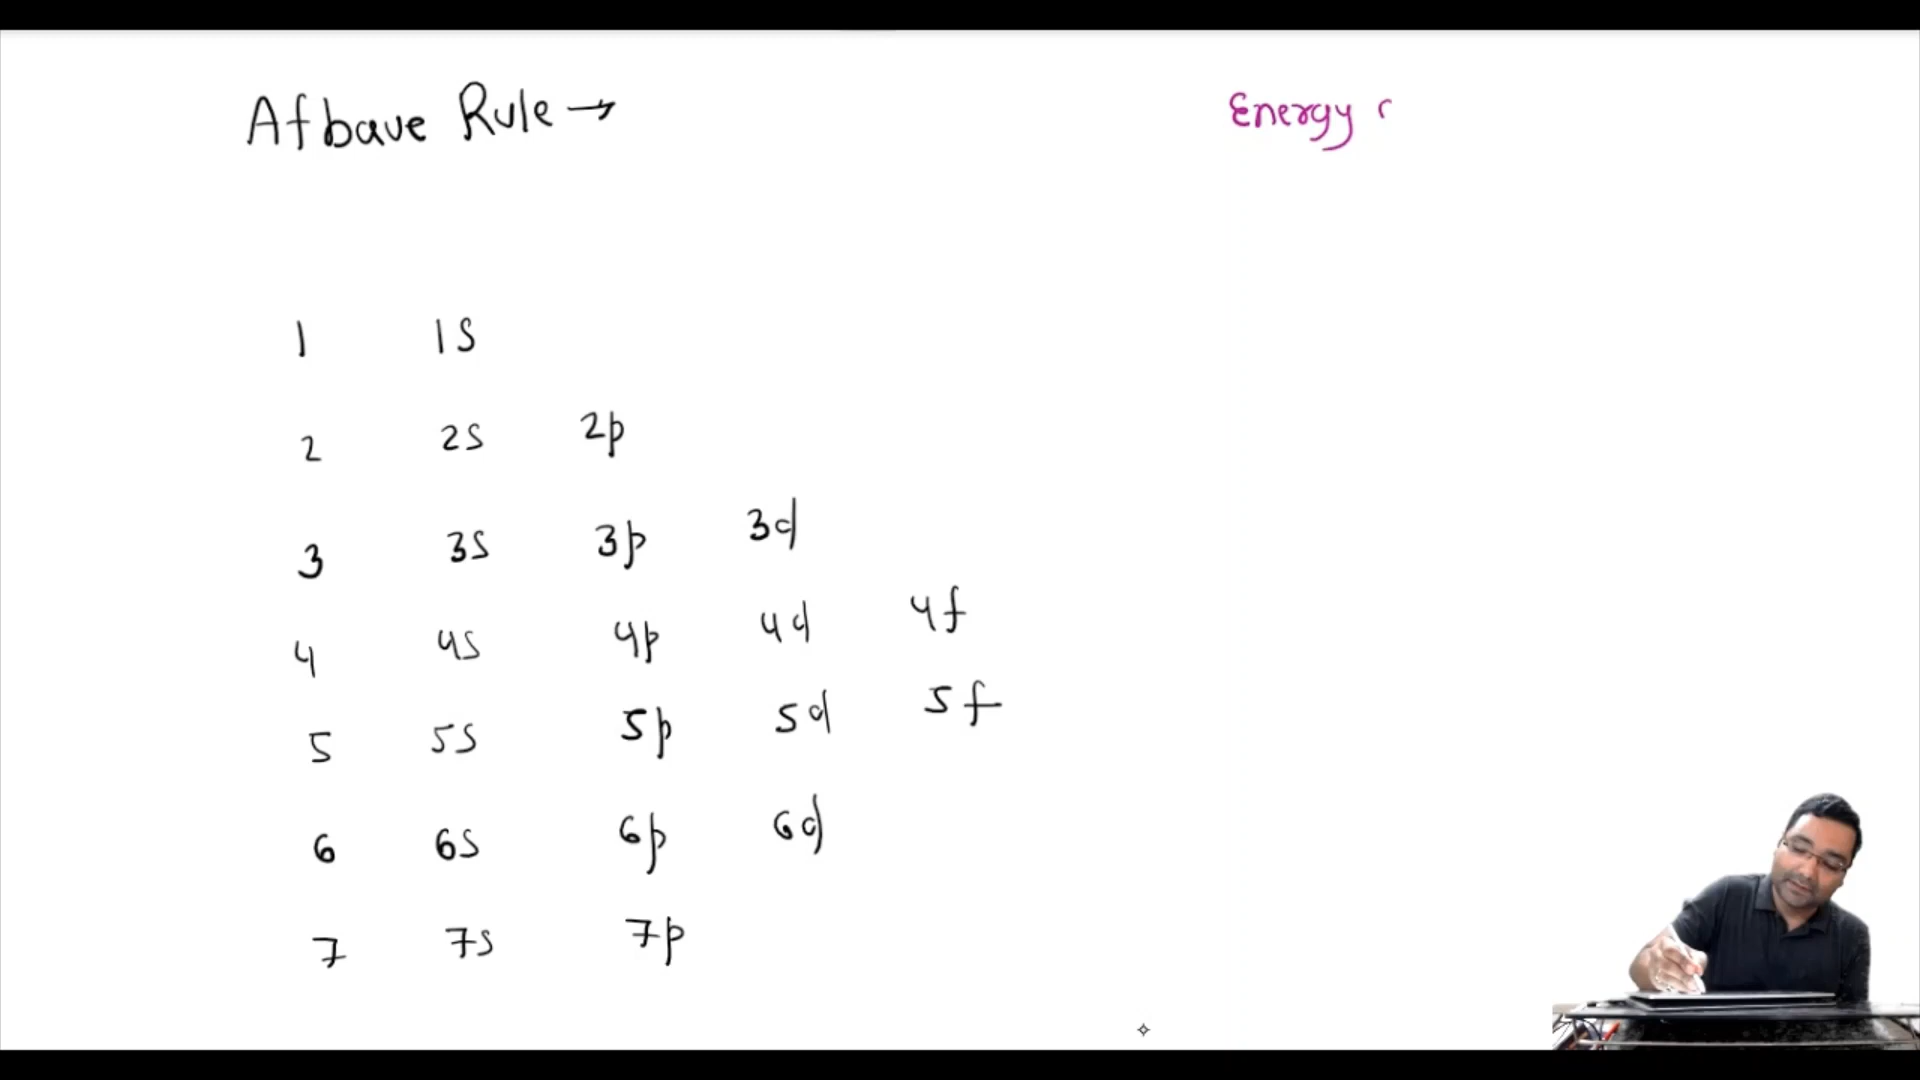 Afbave Rule →
Energy
1 1s
2 2s 2p
3 3s 3p 3d
4 4s 4p 4d 4f
5 5s 5p 5d 5f
6 6s 6p 6d
7 7s 7p